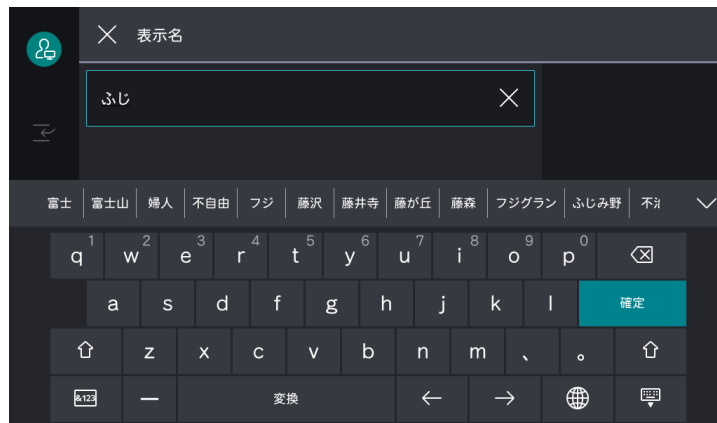 表示名
ふじ
富士 富士山 婦人 不自由 フジ 藤沢 藤井寺 藤が丘 藤森 フジグラン ふじみ野
q 1 w 2 e 3 r 4 t 5 y 6 u 7 i 8 o 9 p 0
a s d f g h j k l 確定
z x c v b n m 、 。
&123 ー 変換